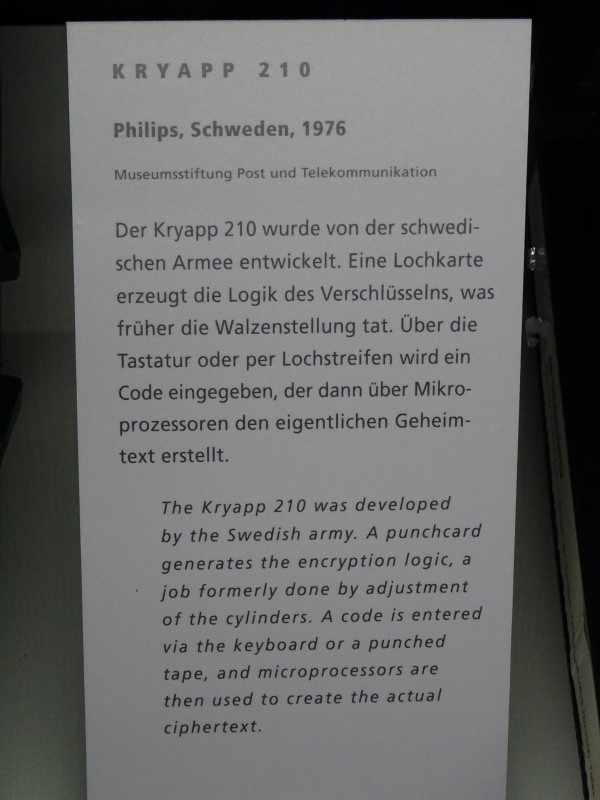 KRYAPP 210
Philips, Schweden, 1976
Museumsstiftung Post und Telekommunikation
Der Kryapp 210 wurde von der schwedi-
schen Armee entwickelt. Eine Lochkarte
erzeugt die Logik des Verschlüsselns, was
früher die Walzenstellung tat. Über die
Tastatur oder per Lochstreifen wird ein
Code eingegeben, der dann über Mikro-
prozessoren den eigentlichen Geheim-
text erstellt.
The Kryapp 210 was developed
by the Swedish army. A punchcard
generates the encryption logic, a
job formerly done by adjustment
of the cylinders. A code is entered
via the keyboard or a punched
tape, and microprocessors are
then used to create the actual
ciphertext.